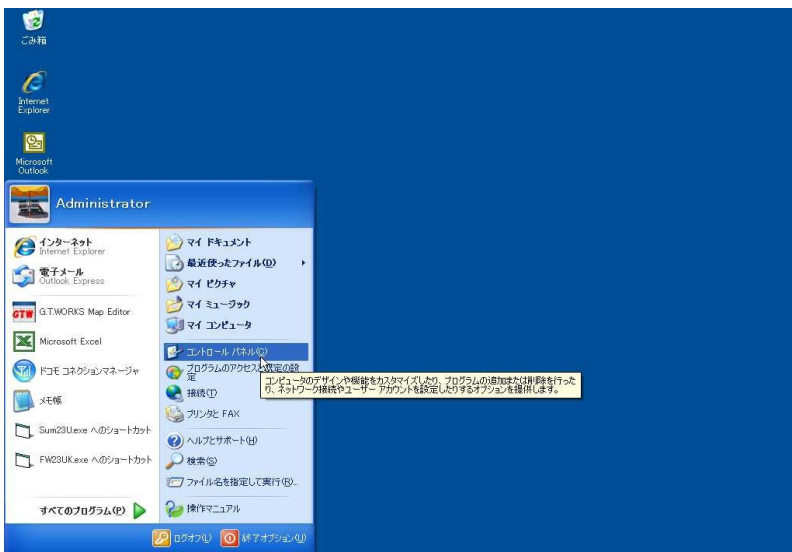 ごみ箱
Internet
Explorer
Microsoft
Outlook
Administrator
インターネット
Internet Explorer
電子メール
Outlook Express
GTW
G.T.WORKS Map Editor
Microsoft Excel
ドコモ コネクションマネージャ
メモ帳
Sum23U.exe へのショートカット
FW23UK.exe へのショートカット
すべてのプログラム(P)
マイ ドキュメント
最近使ったファイル(D)
マイ ピクチャ
マイ ミュージック
マイ コンピュータ
コントロール パネル(C)
プログラムのアクセスと既定の設
定
コンピュータのデザインや機能をカスタマイズしたり、プログラムの追加または削除を行った
り、ネットワーク接続やユーザー アカウントを設定したりするオプションを提供します。
接続(T)
プリンタと FAX
ヘルプとサポート(H)
検索(S)
ファイル名を指定して実行(R)...
操作マニュアル
ログオフ(L)
終了オプション(U)